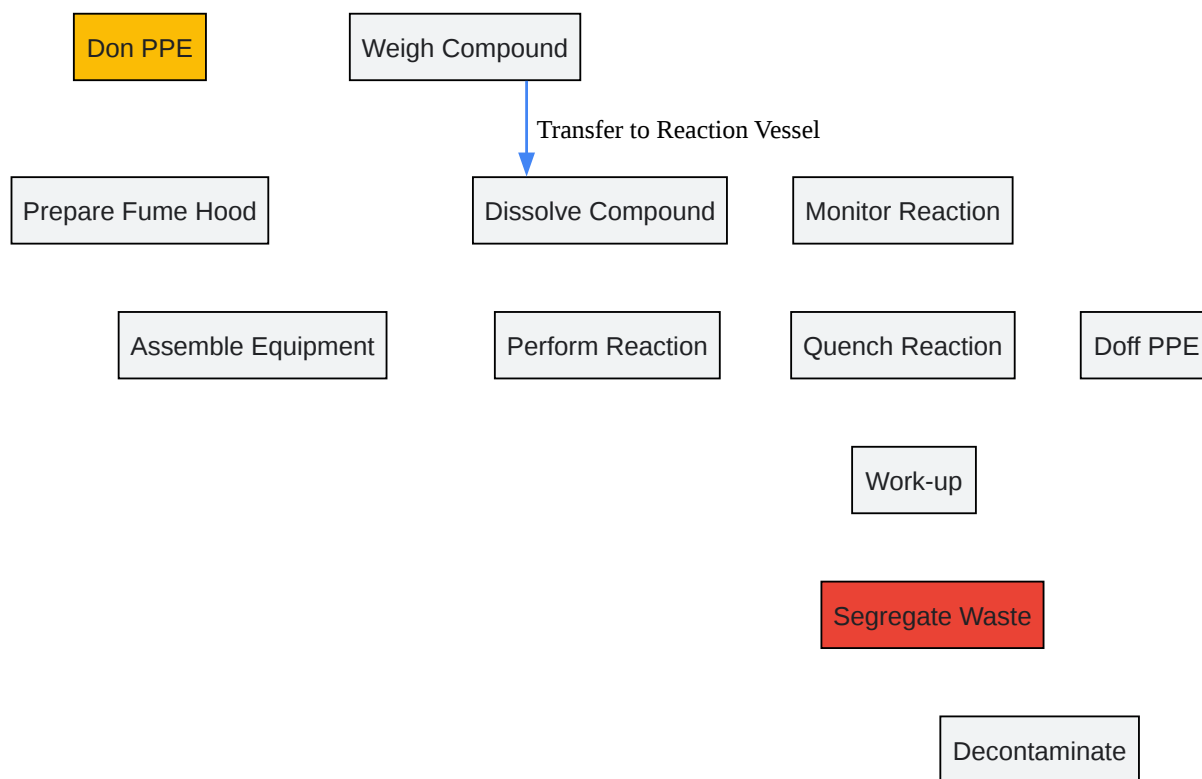 Don PPE
Weigh Compound
Transfer to Reaction Vessel
Prepare Fume Hood
Dissolve Compound
Monitor Reaction
Assemble Equipment
Perform Reaction
Quench Reaction
Doff PPE
Work-up
Segregate Waste
Decontaminate